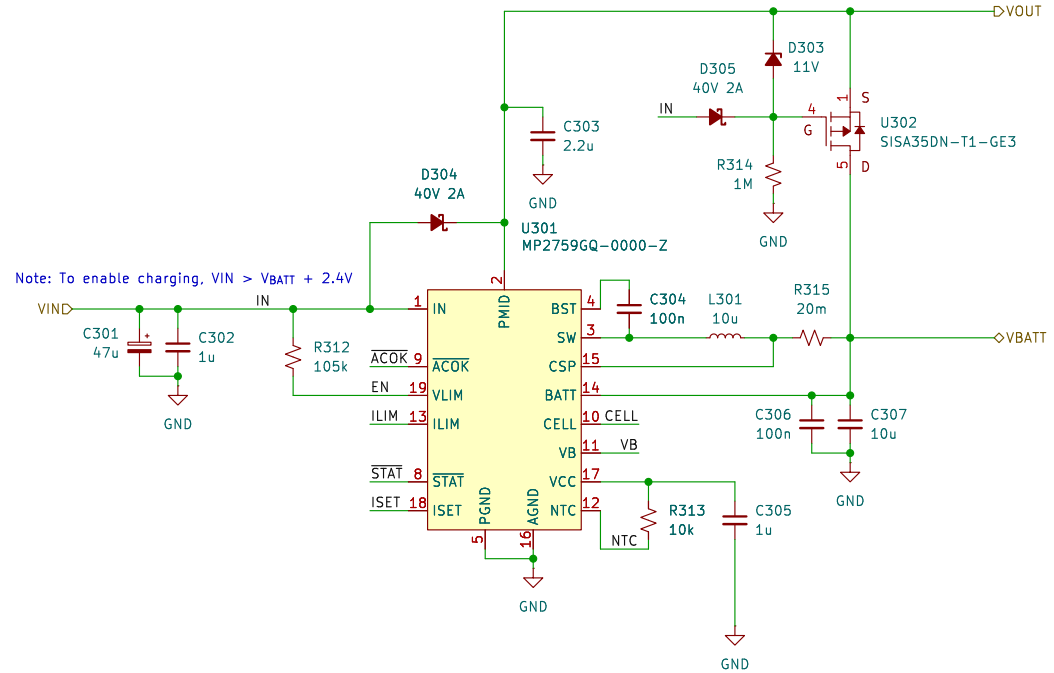 VOUT
D303
11V
D305
40V 2A
IN
4
G
1
S
U302
SISA35DN-T1-GE3
5
D
C303
2.2u
GND
R314
1M
GND
D304
40V 2A
U301
MP2759GQ-0000-Z
Note: To enable charging, VIN > VBATT + 2.4V
2
PMID
VIN
IN
1
IN
BST
4
C304
100n
L301
10u
R315
20m
C301
47u
+
C302
1u
R312
105k
SW
3
VBATT
ACOK
9
ACOK
CSP
15
EN
19
VLIM
BATT
14
GND
ILIM
13
ILIM
CELL
10
CELL
C306
100n
C307
10u
VB
11
VB
STAT
8
STAT
VCC
17
GND
ISET
18
ISET
PGND
AGND
NTC
12
R313
10k
C305
1u
NTC
5
16
GND
GND